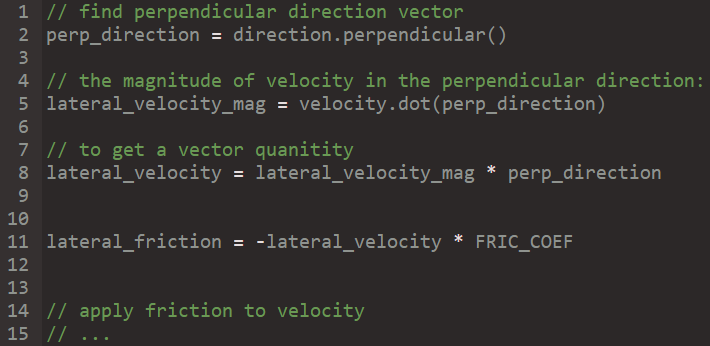 1 // find perpendicular direction vector
2 perp_direction = direction.perpendicular()
3
4 // the magnitude of velocity in the perpendicular direction:
5 lateral_velocity_mag = velocity.dot(perp_direction)
6
7 // to get a vector quanitity
8 lateral_velocity = lateral_velocity_mag * perp_direction
9
10
11 lateral_friction = -lateral_velocity * FRIC_COEF
12
13
14 // apply friction to velocity
15 // ...